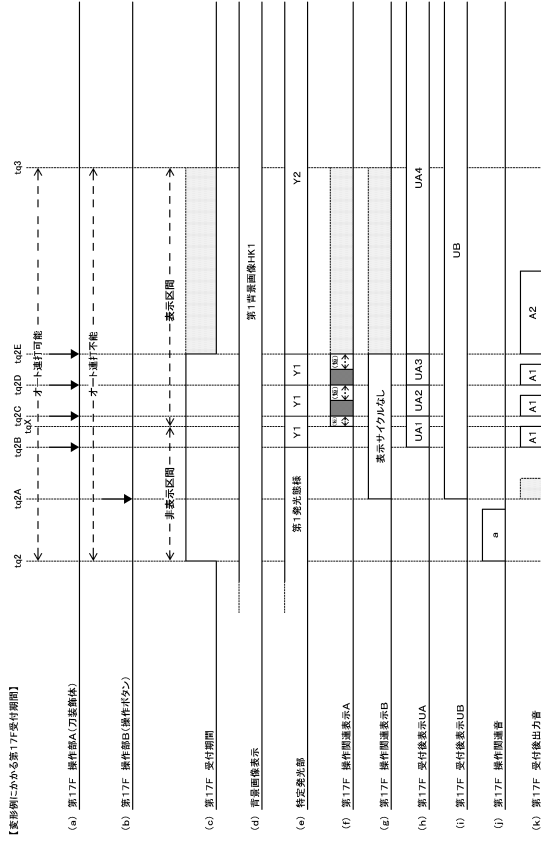 【変形例にかかる第17F受付期間】
tq2 tq2A tq2B tqX tq2C tq2D tq2E tq3
オート連打可能
(a) 第17F 操作部A(刀装飾体)
オート連打不能
(b) 第17F 操作部B(操作ボタン)
非表示区間 表示区間
(c) 第17F 受付期間
(d) 背景画像表示 第1背景画像HK1
(e) 特定発光部 第1発光態様 Y1 Y1 Y1 Y2
(f) 第17F 操作関連表示A
(g) 第17F 操作関連表示B 表示サイクルなし
(h) 第17F 受付後表示UA UA1 UA2 UA3 UA4
(i) 第17F 受付後表示UB UB
(j) 第17F 操作関連音 a
(k) 第17F 受付後出力音 A1 A1 A1 A2